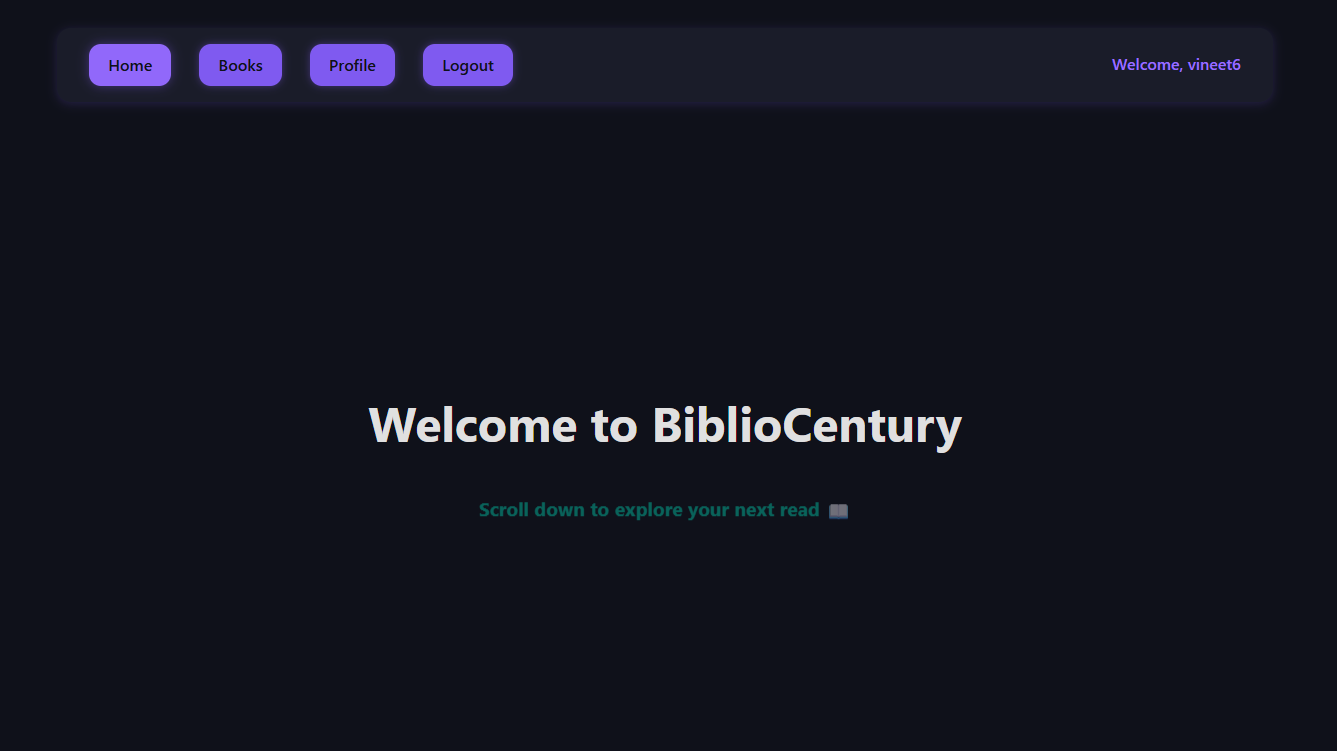 Home
Books
Profile
Logout
Welcome, vineet6
Welcome to BiblioCentury
Scroll down to explore your next read 📖